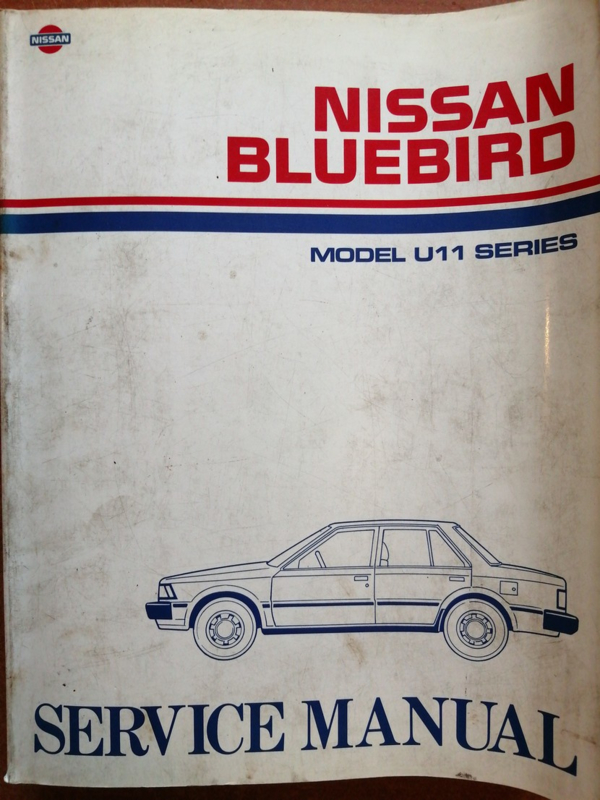 NISSAN
NISSAN
BLUEBIRD
MODEL U11 SERIES
SERVICE MANUAL